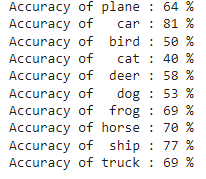 Accuracy of plane : 64 %
Accuracy of   car : 81 %
Accuracy of  bird : 50 %
Accuracy of   cat : 40 %
Accuracy of  deer : 58 %
Accuracy of   dog : 53 %
Accuracy of  frog : 69 %
Accuracy of horse : 70 %
Accuracy of  ship : 77 %
Accuracy of truck : 69 %